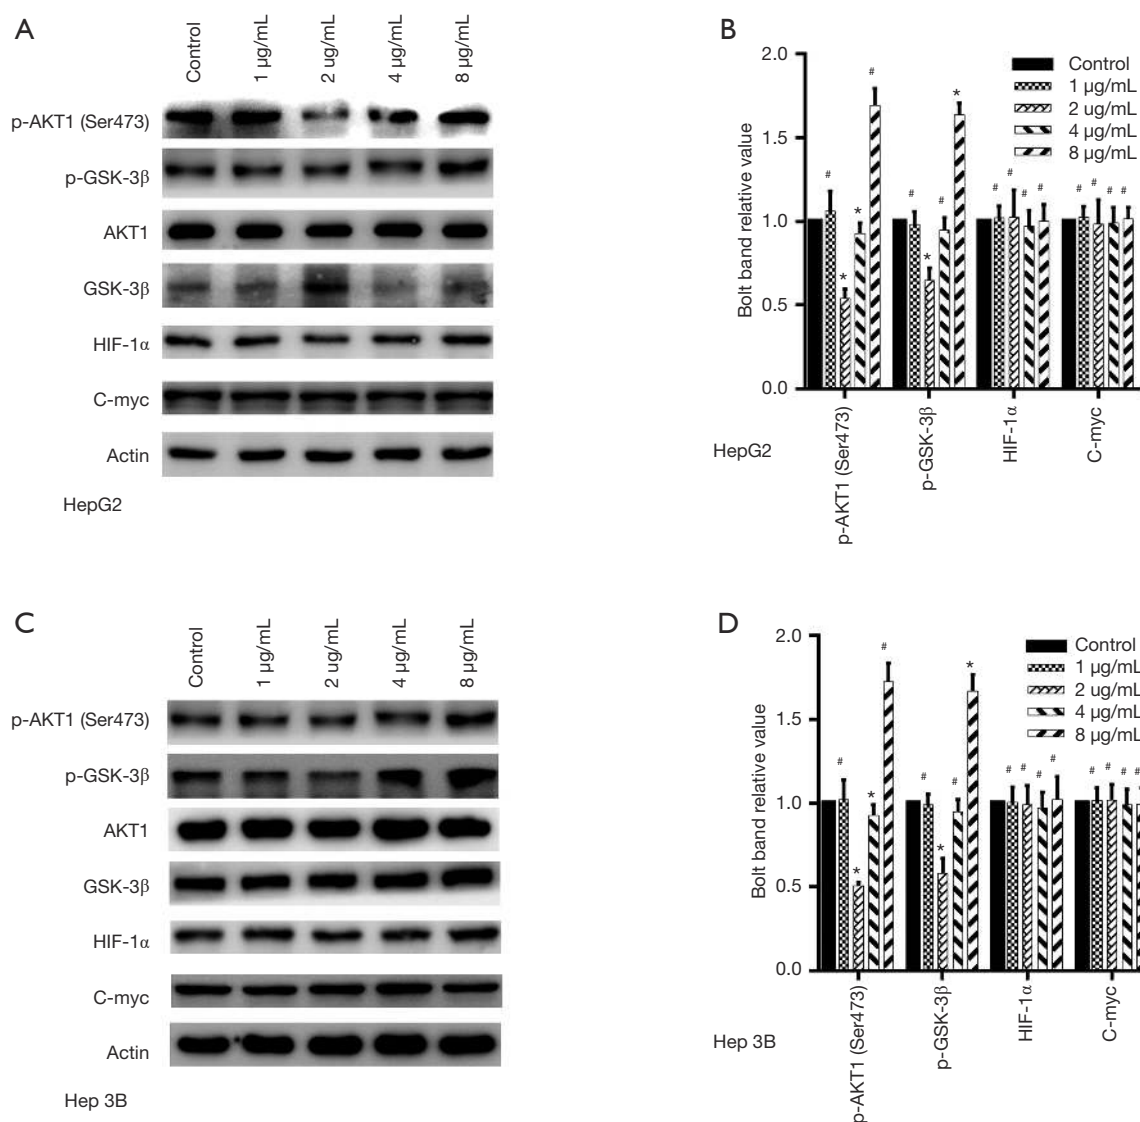 A
Control
1 µg/mL
2 ug/mL
4 µg/mL
8 µg/mL
p-AKT1 (Ser473)
p-GSK-3β
AKT1
GSK-3β
HIF-1α
C-myc
Actin
HepG2
B
2.0
1.5
1.0
0.5
0.0
Bolt band relative value
Control
1 µg/mL
2 ug/mL
4 µg/mL
8 µg/mL
# * * #
# * # *
# # # #
# # # #
p-AKT1 (Ser473)
p-GSK-3β
HIF-1α
C-myc
HepG2
C
Control
1 µg/mL
2 ug/mL
4 µg/mL
8 µg/mL
p-AKT1 (Ser473)
p-GSK-3β
AKT1
GSK-3β
HIF-1α
C-myc
Actin
Hep 3B
D
2.0
1.5
1.0
0.5
0.0
Bolt band relative value
Control
1 µg/mL
2 ug/mL
4 µg/mL
8 µg/mL
# * * #
# * # *
# # # #
# # # #
p-AKT1 (Ser473)
p-GSK-3β
HIF-1α
C-myc
Hep 3B